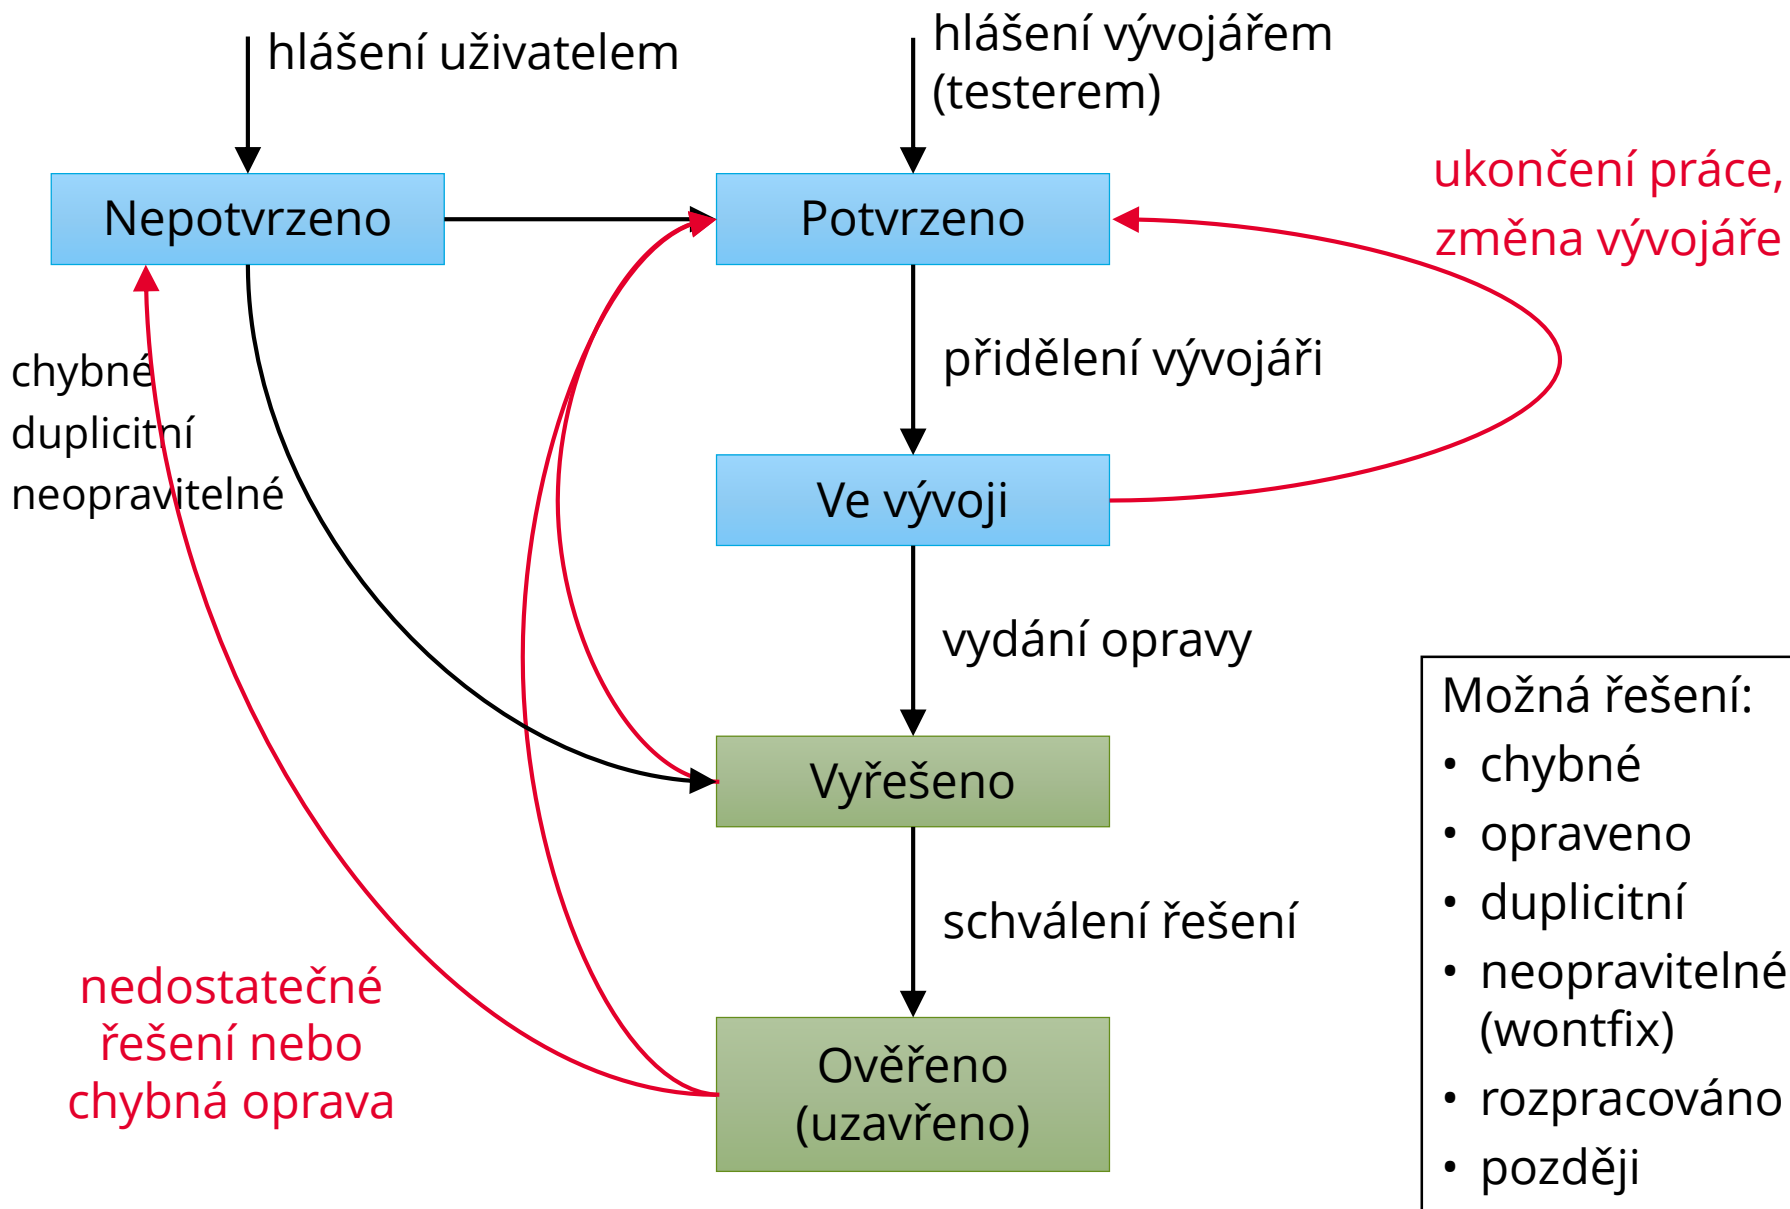 hlášení uživatelem
hlášení vývojářem
(testerem)
Nepotvrzeno
Potvrzeno
ukončení práce,
změna vývojáře
chybné
duplicitní
neopravitelné
přidělení vývojáři
Ve vývoji
vydání opravy
Vyřešeno
schválení řešení
nedostatečné
řešení nebo
chybná oprava
Ověřeno
(uzavřeno)
Možná řešení:
• chybné
• opraveno
• duplicitní
• neopravitelné
(wontfix)
• rozpracováno
• později